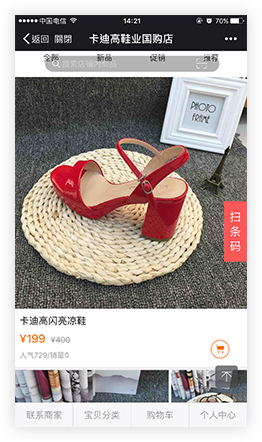 中国电信 14:21 70%
返回 關閉 卡迪高鞋业国购店
全部 新品 促销 推荐
搜索店铺内商品
PHOTO
FRAME
扫
条
码
卡迪高闪亮凉鞋
¥199 ¥400
人气729/销量0
联系商家 宝贝分类 购物车 个人中心